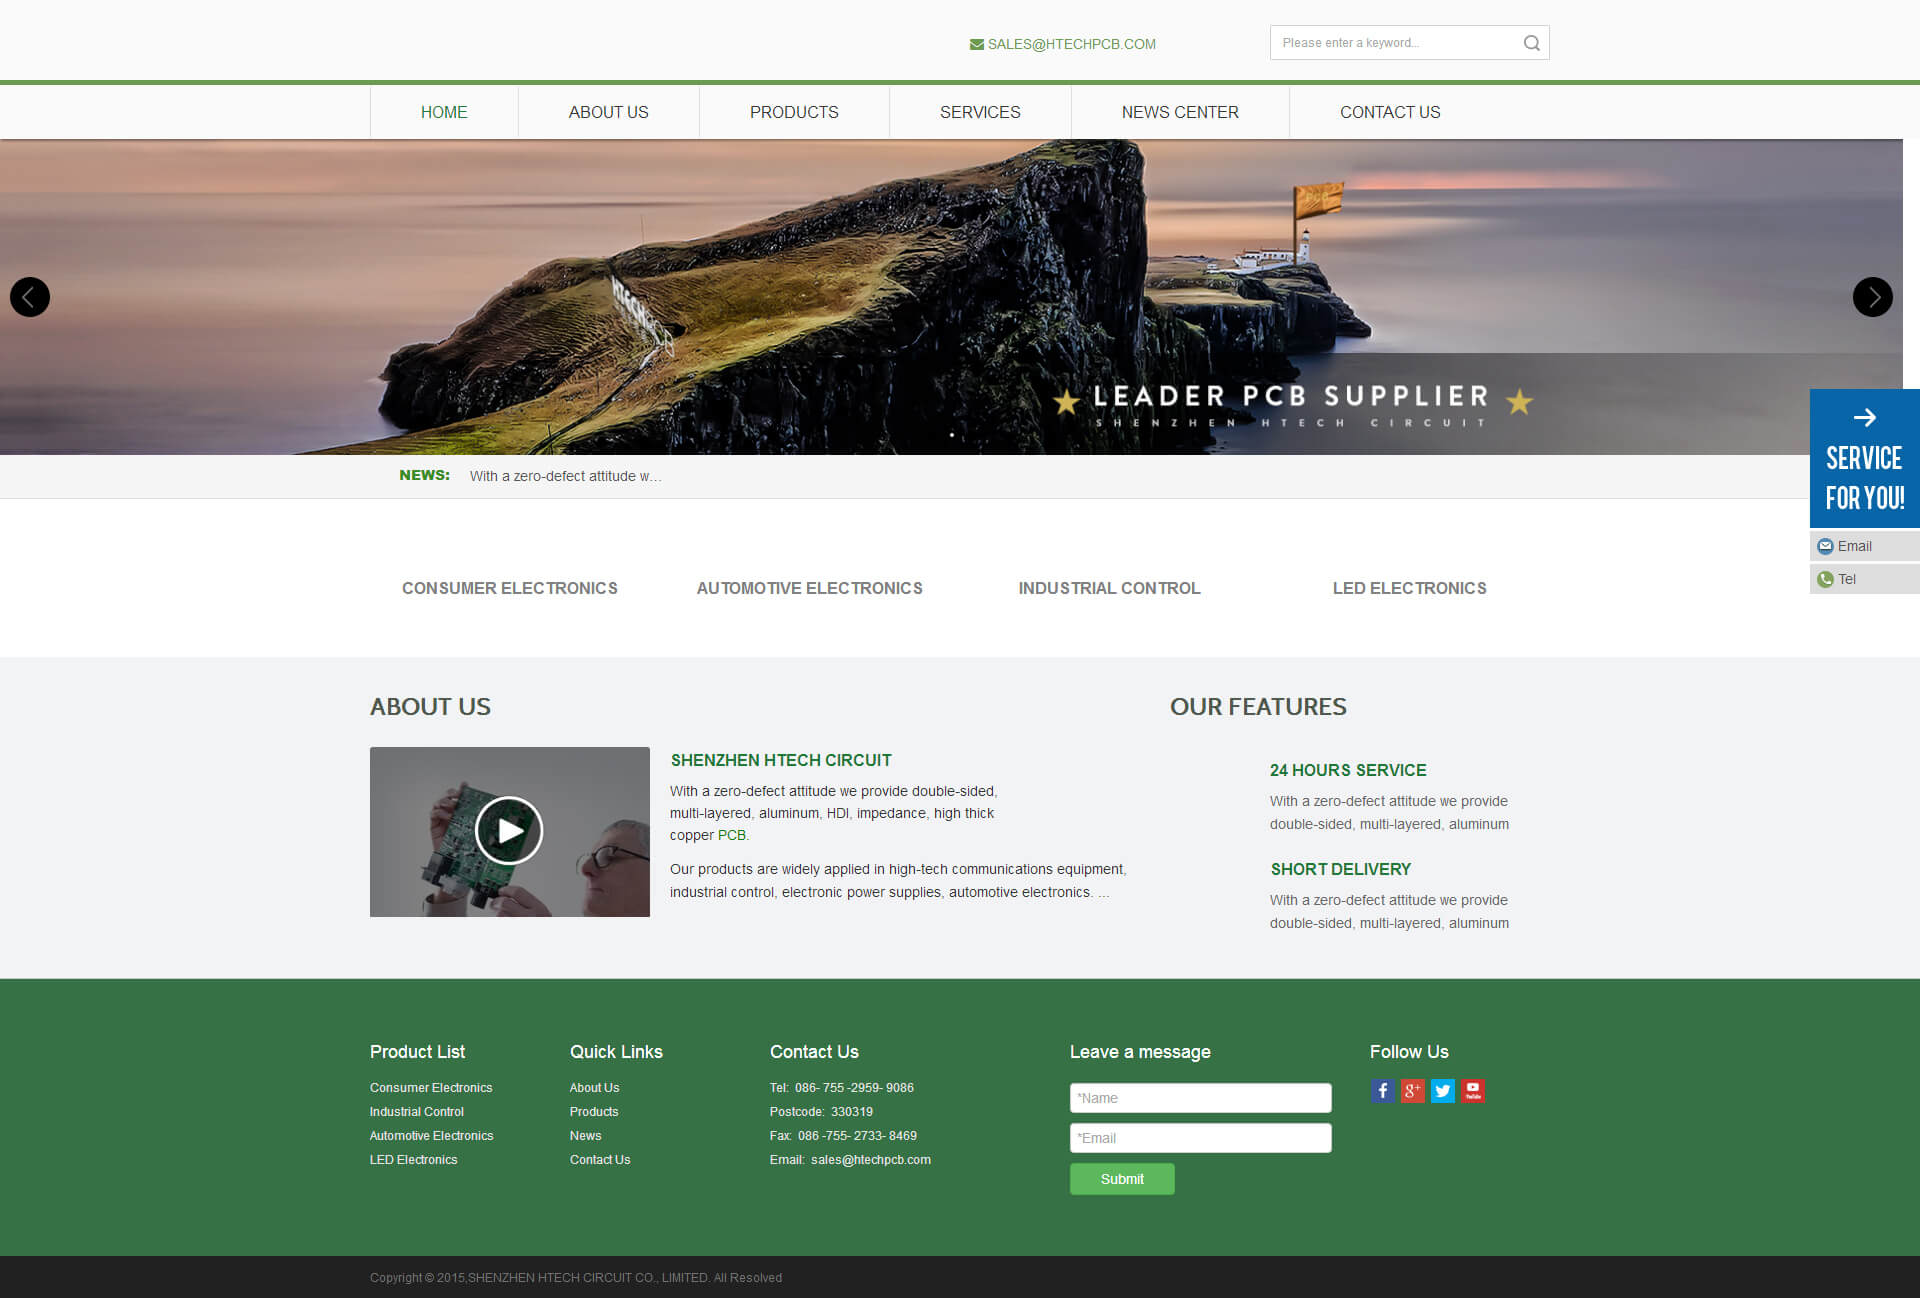 SALES@HTECHPCB.COM
Please enter a keyword...
HOME
ABOUT US
PRODUCTS
SERVICES
NEWS CENTER
CONTACT US
PCB
HTECH
LEADER PCB SUPPLIER
SHENZHEN HTECH CIRCUIT
SERVICE
FOR YOU!
Email
Tel
NEWS:
With a zero-defect attitude w...
CONSUMER ELECTRONICS
AUTOMOTIVE ELECTRONICS
INDUSTRIAL CONTROL
LED ELECTRONICS
ABOUT US
SHENZHEN HTECH CIRCUIT
With a zero-defect attitude we provide double-sided,
multi-layered, aluminum, HDI, impedance, high thick
copper PCB.
Our products are widely applied in high-tech communications equipment,
industrial control, electronic power supplies, automotive electronics. ...
OUR FEATURES
24 HOURS SERVICE
With a zero-defect attitude we provide
double-sided, multi-layered, aluminum
SHORT DELIVERY
With a zero-defect attitude we provide
double-sided, multi-layered, aluminum
Product List
Consumer Electronics
Industrial Control
Automotive Electronics
LED Electronics
Quick Links
About Us
Products
News
Contact Us
Contact Us
Tel: 086- 755 -2959- 9086
Postcode: 330319
Fax: 086 -755- 2733- 8469
Email: sales@htechpcb.com
Leave a message
*Name
*Email
Submit
Follow Us
f
g+
YouTube
Copyright © 2015,SHENZHEN HTECH CIRCUIT CO., LIMITED. All Resolved